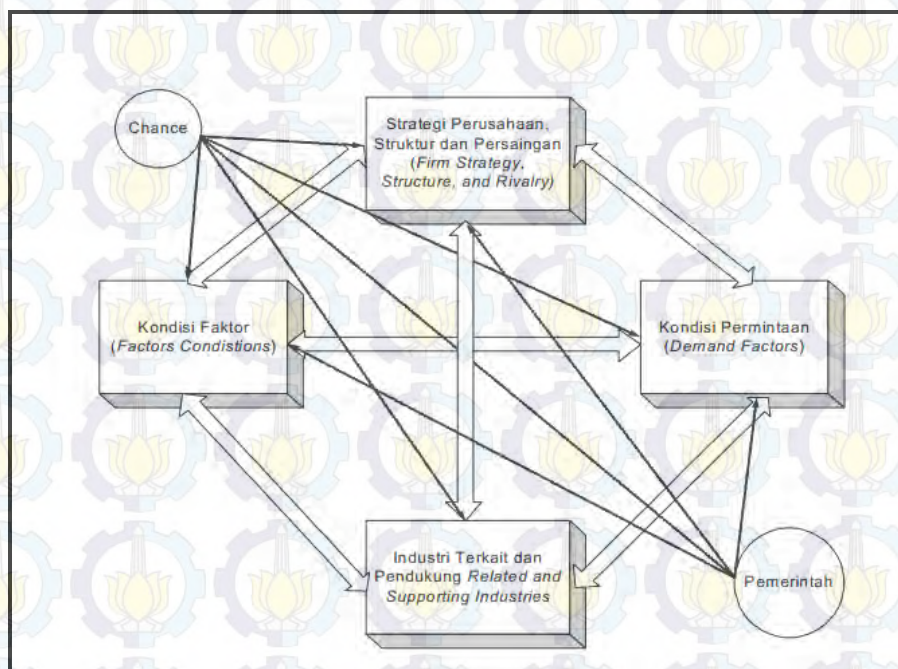 Chance
Strategi Perusahaan,
Struktur dan Persaingan
(Firm Strategy,
Structure, and Rivalry)
Kondisi Faktor
(Factors Condistions)
Kondisi Permintaan
(Demand Factors)
Industri Terkait dan
Pendukung Related and
Supporting Industries
Pemerintah